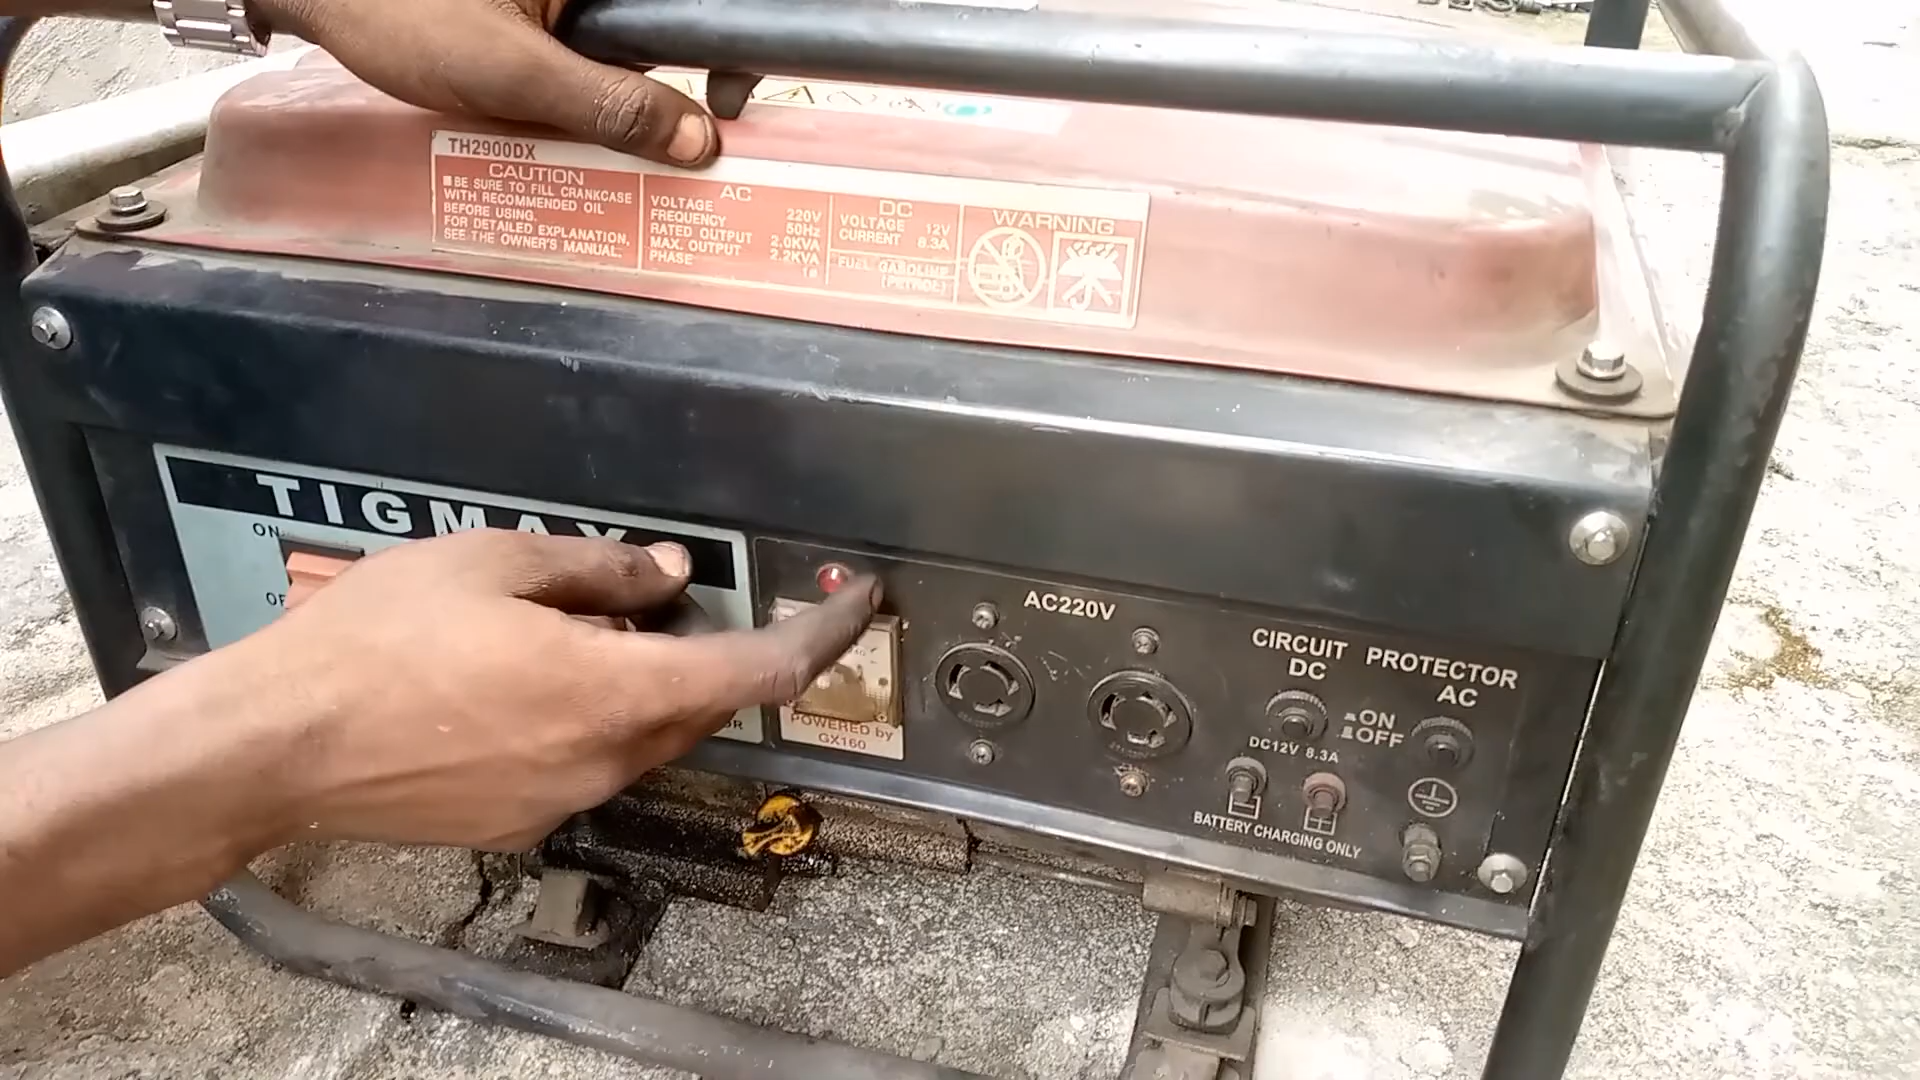 TH2900DX
CAUTION
■ BE SURE TO FILL CRANKCASE
WITH RECOMMENDED OIL
BEFORE USING.
FOR DETAILED EXPLANATION,
SEE THE OWNER'S MANUAL.
AC
VOLTAGE 220V
FREQUENCY 50Hz
RATED OUTPUT 2.0KVA
MAX. OUTPUT 2.2KVA
PHASE
DC
VOLTAGE 12V
CURRENT 8.3A
FUEL GASOLINE
(PETROL)
WARNING
TIGMAX
ON
AC220V
CIRCUIT PROTECTOR
DC AC
ON
OFF
DC12V 8.3A
BATTERY CHARGING ONLY
POWERED by
GX160